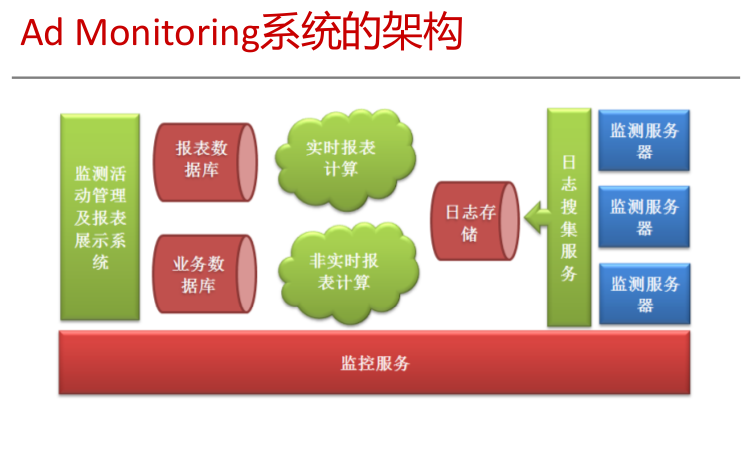 Ad Monitoring系统的架构
监测活
动管理
及报表
展示系
统
报表数
据库
业务数
据库
实时报表
计算
非实时报
表计算
日志存
储
日
志
搜
集
服
务
监测服务
器
监测服务
器
监测服务
器
监控服务